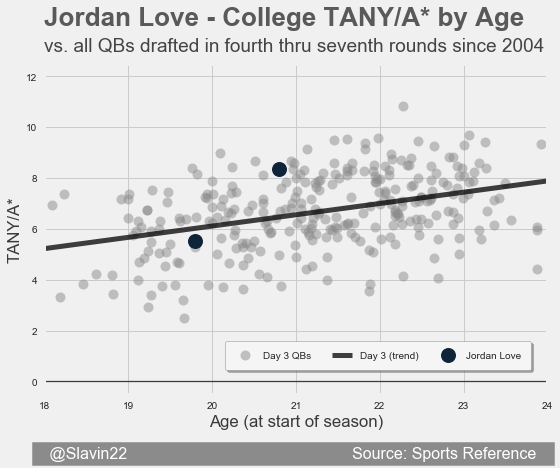 Jordan Love - College TANY/A* by Age
vs. all QBs drafted in fourth thru seventh rounds since 2004
12
10
8
6
4
2
0
TANY/A*
Day 3 QBs
Day 3 (trend)
Jordan Love
18
19
20
21
22
23
24
Age (at start of season)
@Slavin22
Source: Sports Reference